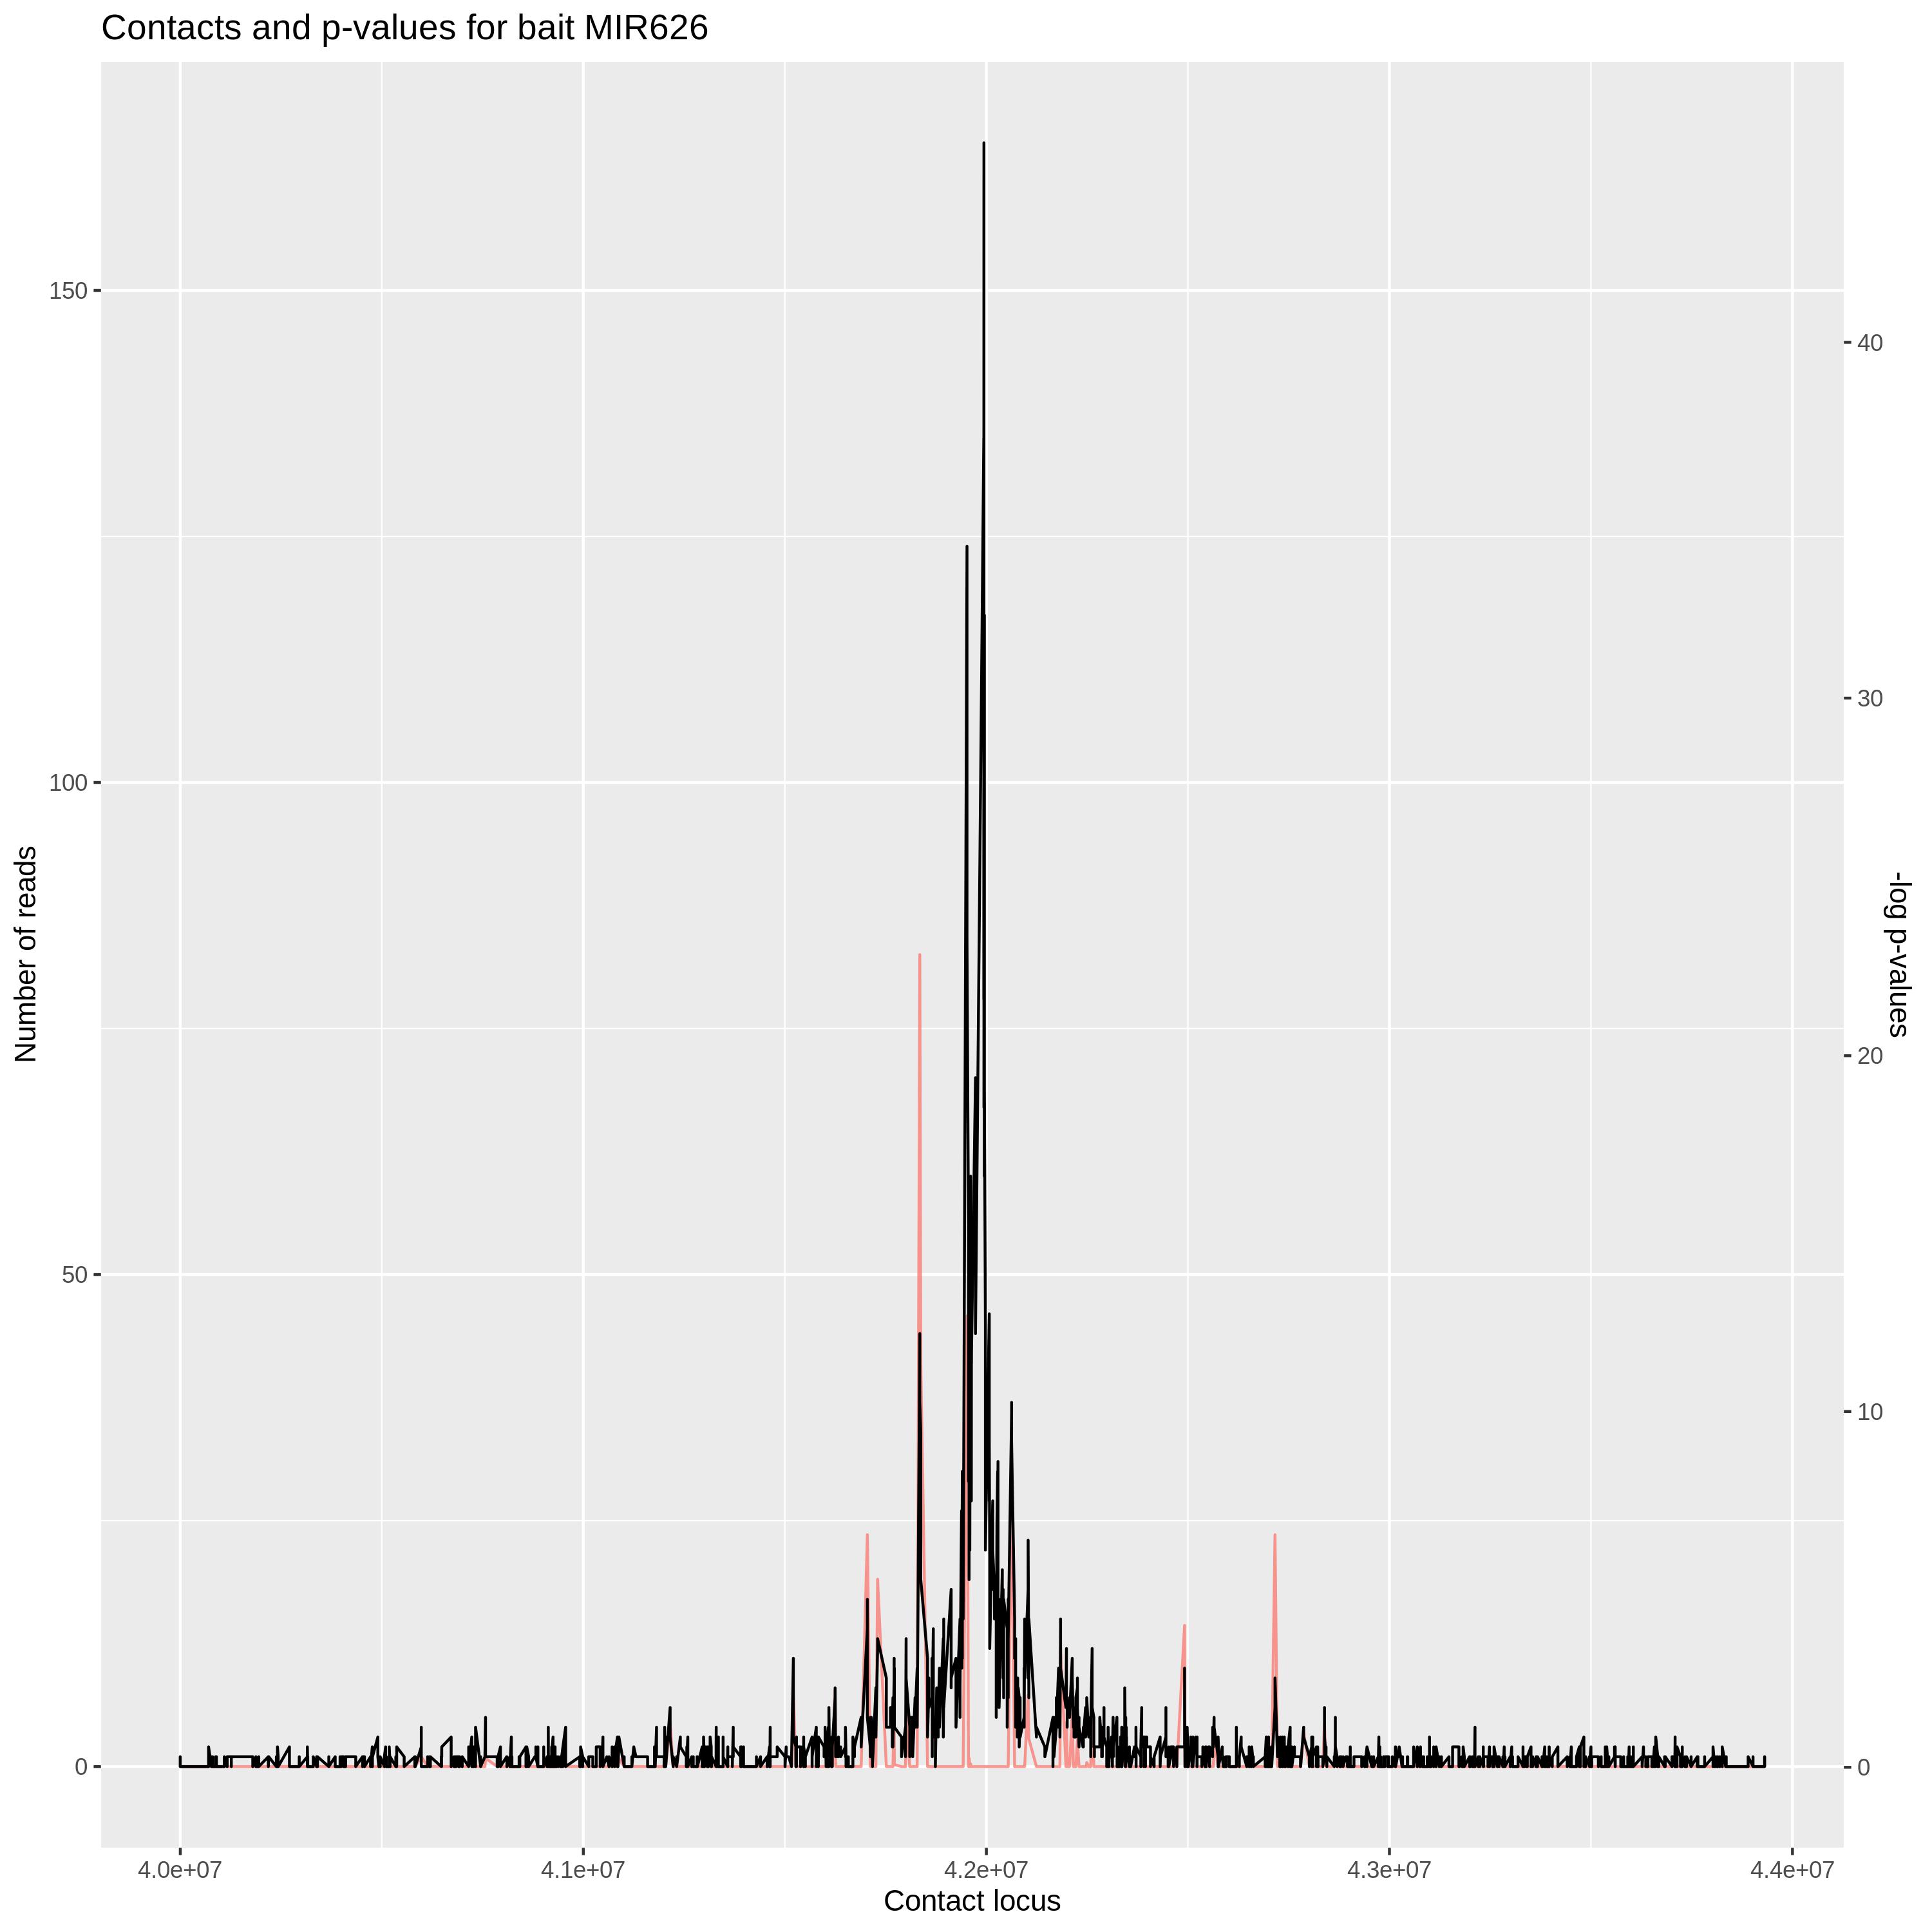 Contacts and p-values for bait MIR626
150
100
50
0
Number of reads
40
30
20
10
0
-log p-values
4.0e+07
4.1e+07
4.2e+07
4.3e+07
4.4e+07
Contact locus